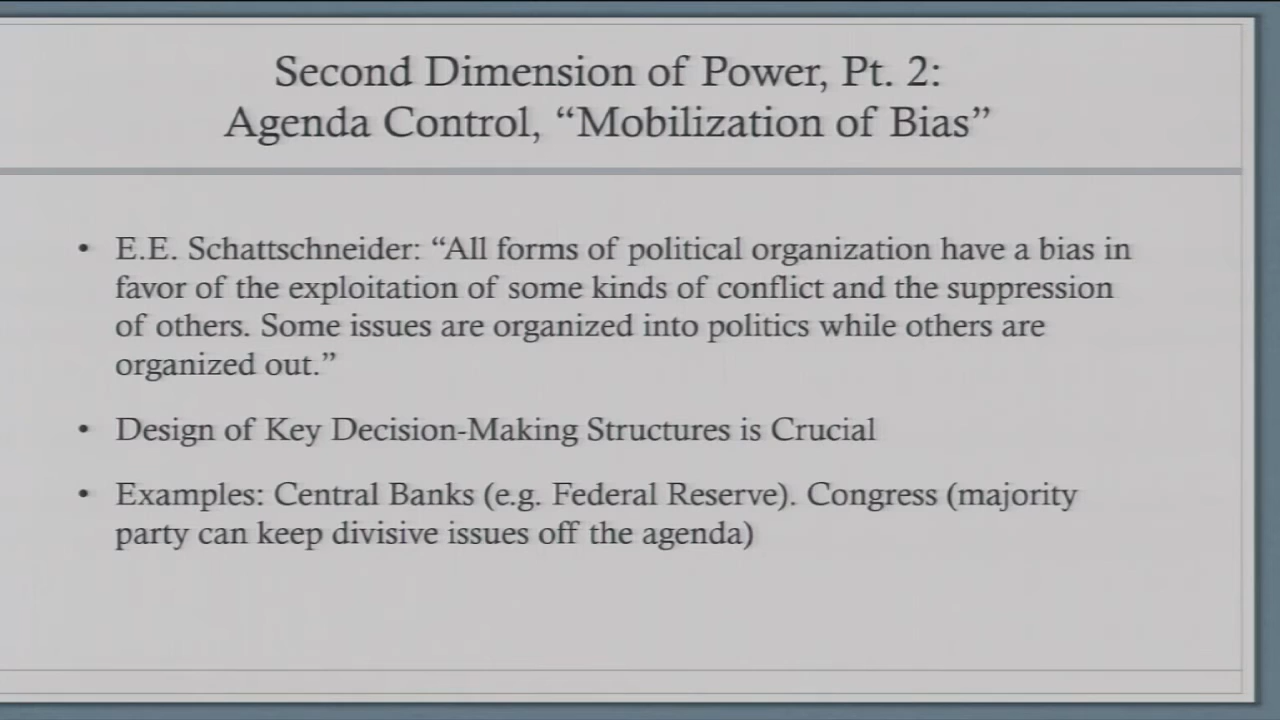 Second Dimension of Power, Pt. 2:
Agenda Control, “Mobilization of Bias”
• E.E. Schattschneider: “All forms of political organization have a bias in
favor of the exploitation of some kinds of conflict and the suppression
of others. Some issues are organized into politics while others are
organized out.”
• Design of Key Decision-Making Structures is Crucial
• Examples: Central Banks (e.g. Federal Reserve). Congress (majority
party can keep divisive issues off the agenda)